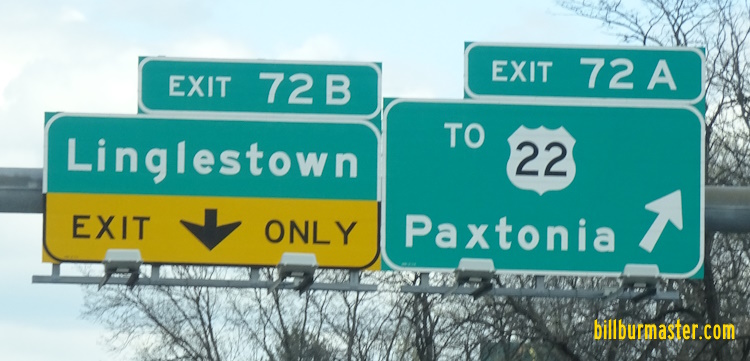 EXIT 72B
Linglestown
EXIT ONLY
EXIT 72A
TO 22
Paxtonia
billburmaster.com